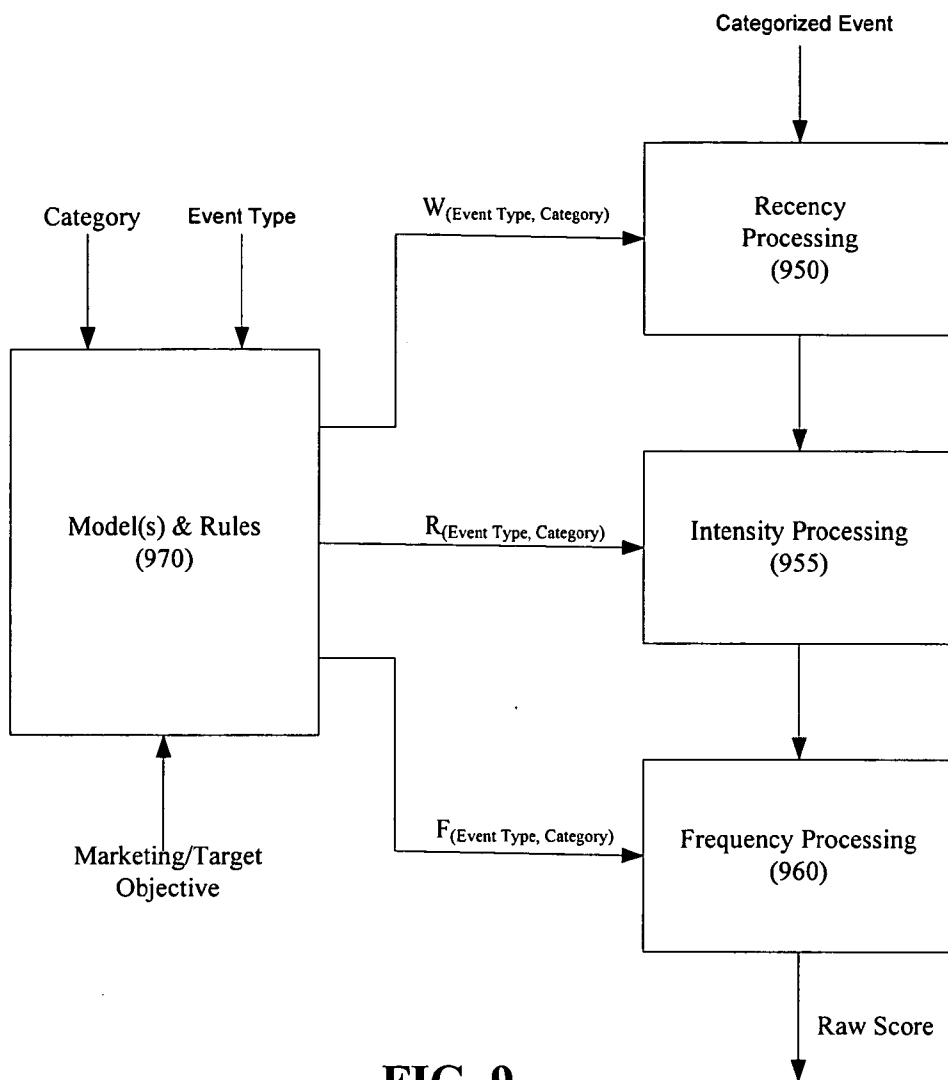 Categorized Event
Recency
Processing
(950)
W(Event Type, Category)
Category
Event Type
Model(s) & Rules
(970)
R(Event Type, Category)
Intensity Processing
(955)
F(Event Type, Category)
Frequency Processing
(960)
Marketing/Target
Objective
Raw Score
FIG. 9